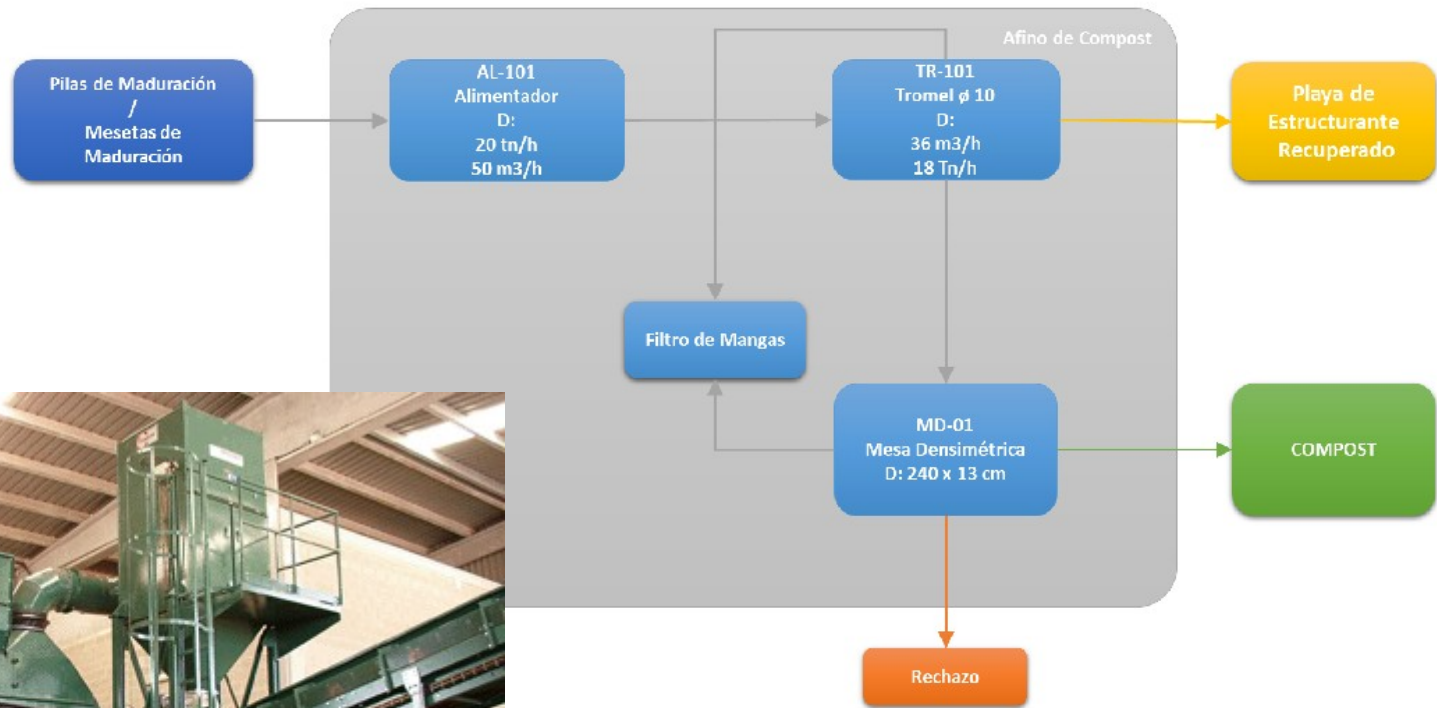 Afino de Compost
Pilas de Maduración
/
Mesetas de
Maduración
AL-101
Alimentador
D:
20 tn/h
50 m3/h
TR-101
Tromel ø 10
D:
36 m3/h
18 Tn/h
Playa de
Estructurante
Recuperado
Filtro de Mangas
MD-01
Mesa Densimétrica
D: 240 x 13 cm
COMPOST
Rechazo